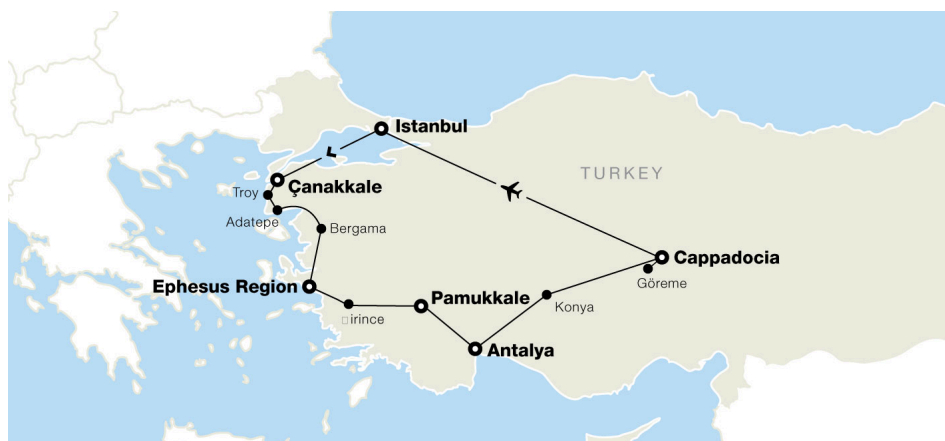 Istanbul
TURKEY
Çanakkale
Troy
Adatepe
Bergama
Cappadocia
Göreme
Ephesus Region
Pamukkale
Konya
□irince
Antalya